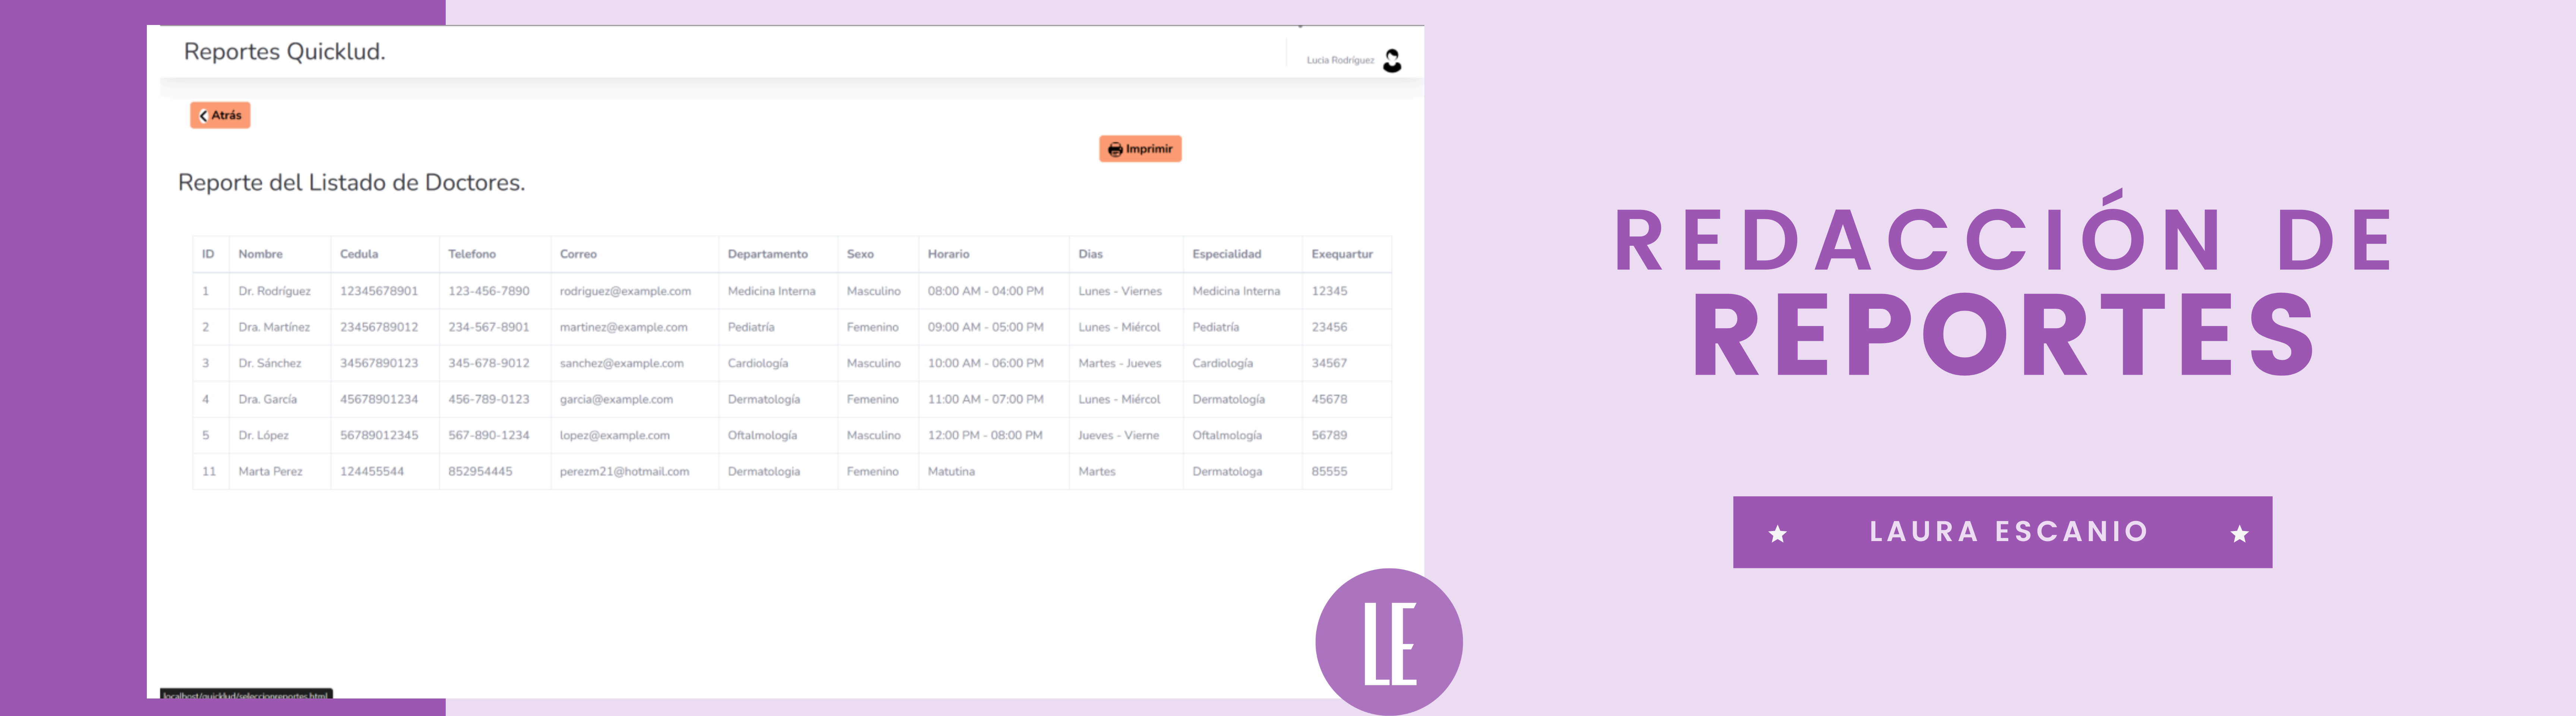 Reportes Quicklud.
Lucia Rodríguez
Atrás
Imprimir
Reporte del Listado de Doctores.
ID Nombre Cedula Telefono Correo Departamento Sexo Horario Dias Especialidad Exequartur
1 Dr. Rodríguez 12345678901 123-456-7890 rodriguez@example.com Medicina Interna Masculino 08:00 AM - 04:00 PM Lunes - Viernes Medicina Interna 12345
2 Dra. Martínez 23456789012 234-567-8901 martinez@example.com Pediatría Femenino 09:00 AM - 05:00 PM Lunes - Miércol Pediatría 23456
3 Dr. Sánchez 34567890123 345-678-9012 sanchez@example.com Cardiología Masculino 10:00 AM - 06:00 PM Martes - Jueves Cardiología 34567
4 Dra. García 45678901234 456-789-0123 garcia@example.com Dermatología Femenino 11:00 AM - 07:00 PM Lunes - Miércol Dermatología 45678
5 Dr. López 56789012345 567-890-1234 lopez@example.com Oftalmología Masculino 12:00 PM - 08:00 PM Jueves - Vierne Oftalmología 56789
11 Marta Perez 124455544 852954445 perezm21@hotmail.com Dermatologia Femenino Matutina Martes Dermatologa 85555
localhost/quicklud/seleccionreportes.html
LE
REDACCIÓN DE
REPORTES
LAURA ESCANIO